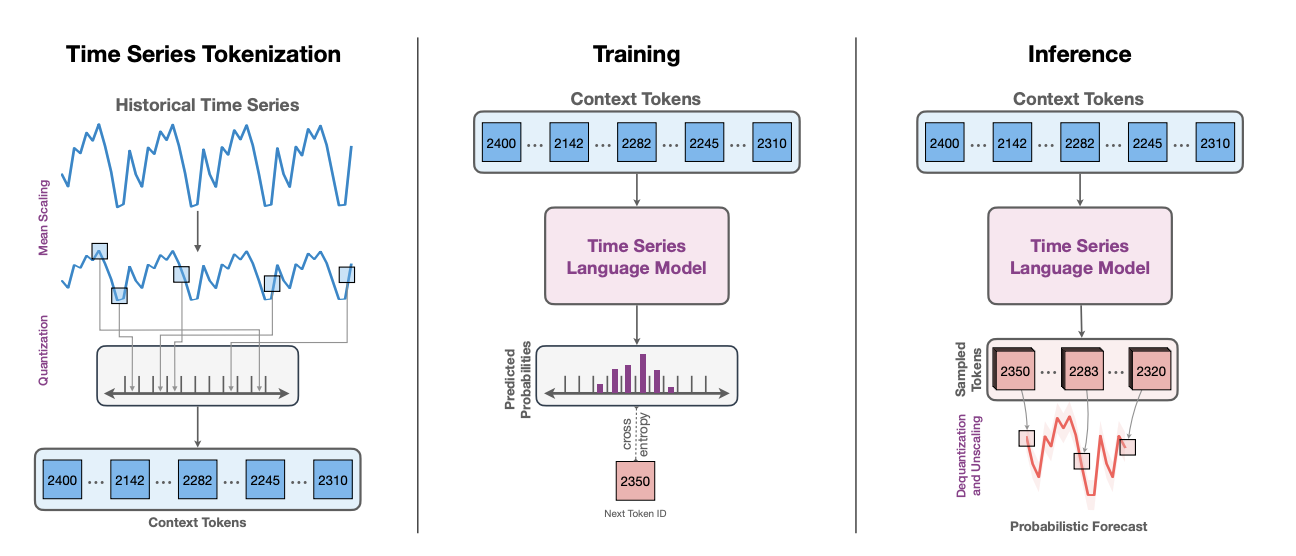 Time Series Tokenization
Historical Time Series
Mean Scaling
Quantization
2400 ... 2142 ... 2282 ... 2245 ... 2310
Context Tokens
Training
Context Tokens
2400 ... 2142 ... 2282 ... 2245 ... 2310
Time Series
Language Model
Predicted
Probabilities
cross
entropy
2350
Next Token ID
Inference
Context Tokens
2400 ... 2142 ... 2282 ... 2245 ... 2310
Time Series
Language Model
Sampled
Tokens
2350 ... 2283 ... 2320
Dequantization
and Unscaling
Probabilistic Forecast